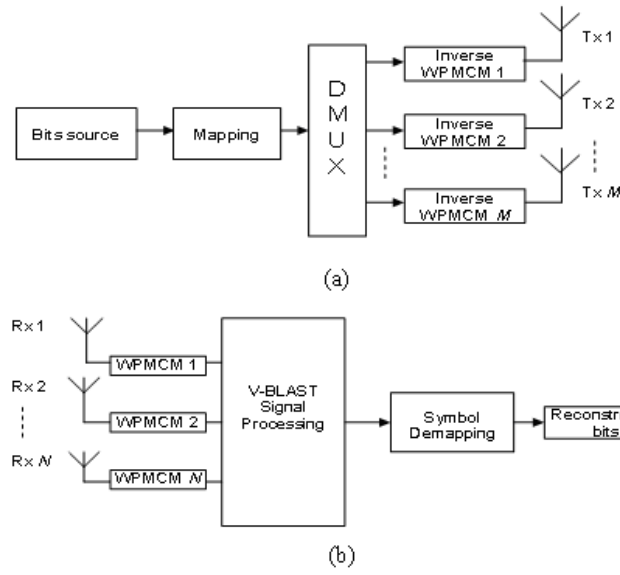 Bits source
Mapping
DMUX
Inverse
WPMCM 1
Tx 1
Inverse
WPMCM 2
Tx 2
Inverse
WPMCM M
Tx M
(a)
Rx 1
WPMCM 1
Rx 2
WPMCM 2
Rx N
WPMCM N
V-BLAST
Signal
Processing
Symbol
Demapping
bits
(b)